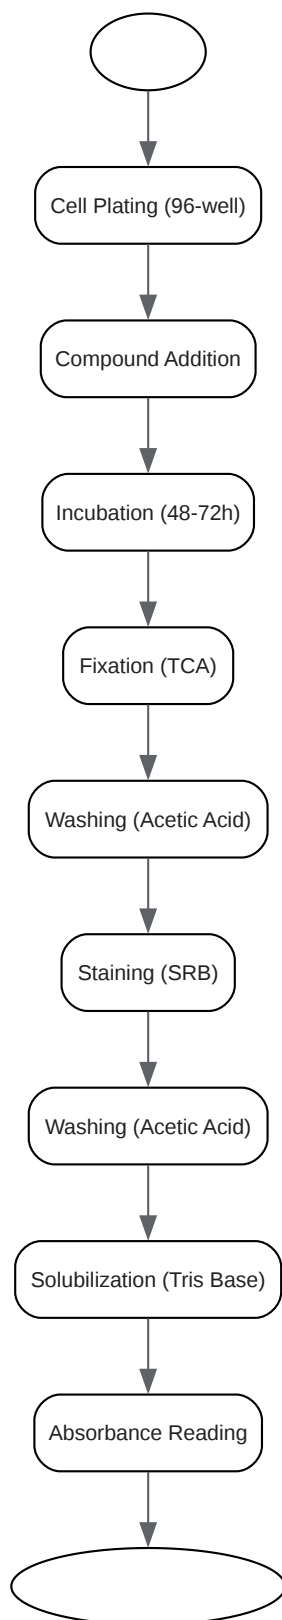 Cell Plating (96-well)
Compound Addition
Incubation (48-72h)
Fixation (TCA)
Washing (Acetic Acid)
Staining (SRB)
Washing (Acetic Acid)
Solubilization (Tris Base)
Absorbance Reading